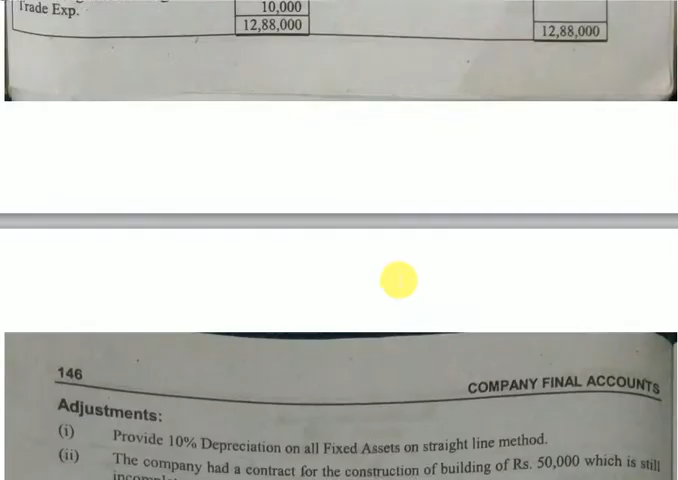 Trade Exp.
10,000
12,88,000
12,88,000
146
COMPANY FINAL ACCOUNTS
Adjustments:
(i) Provide 10% Depreciation on all Fixed Assets on straight line method.
(ii) The company had a contract for the construction of building of Rs. 50,000 which is still